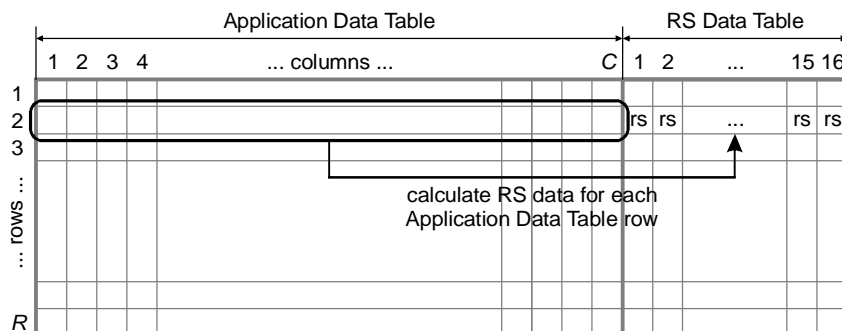 Application Data Table RS Data Table
1 2 3 4 ... columns ... C 1 2 ... 15 16
1
2 rs rs ... rs rs
3
calculate RS data for each
Application Data Table row
... rows ...
R